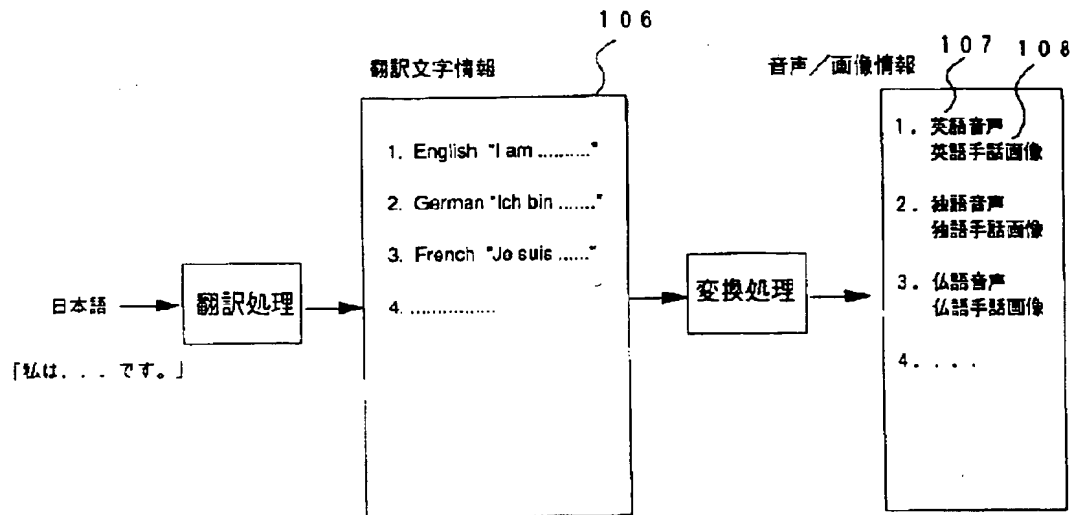 106
翻訳文字情報
1. English "I am .........."
2. German "Ich bin ......."
3. French "Je suis ......"
4. ................
日本語
「私は．．．です。」
翻訳処理
変換処理
音声／画像情報
107
108
1．英語音声
英語手話画像
2．独語音声
独語手話画像
3．仏語音声
仏語手話画像
4．．．．